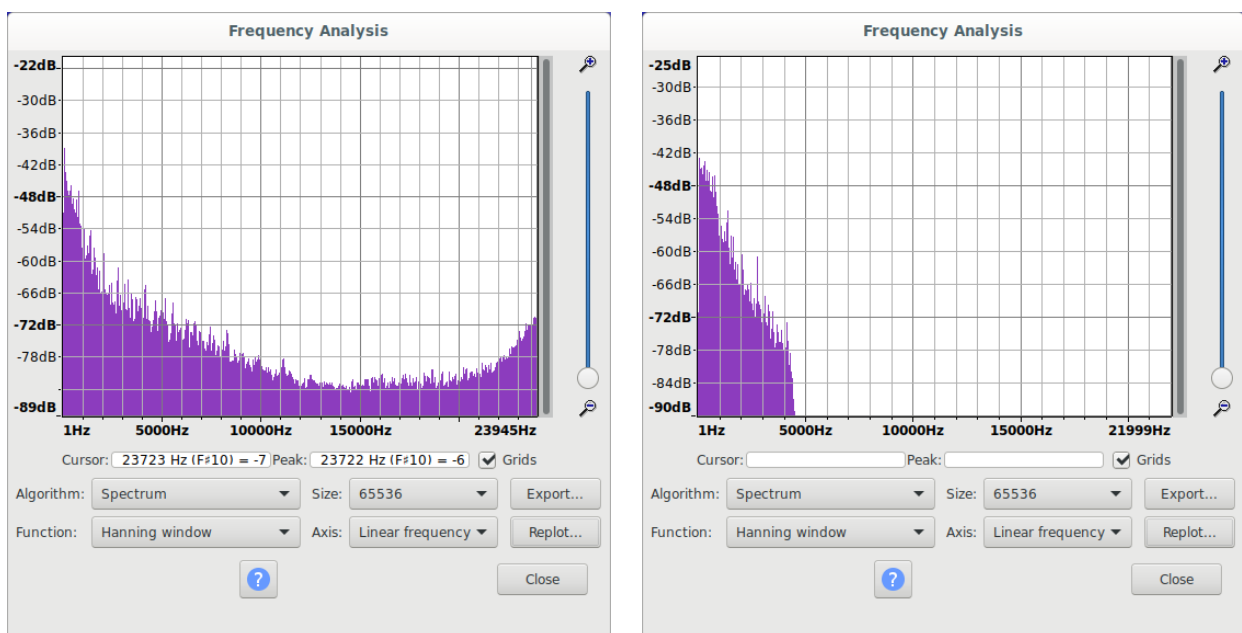 Frequency Analysis
-22dB
-30dB
-36dB
-42dB
-48dB
-54dB
-60dB
-66dB
-72dB
-78dB
-89dB
1Hz 5000Hz 10000Hz 15000Hz 23945Hz
Cursor: 23723 Hz (F♯10) = -7 Peak: 23722 Hz (F♯10) = -6 Grids
Algorithm: Spectrum Size: 65536 Export...
Function: Hanning window Axis: Linear frequency Replot...
?
Close
Frequency Analysis
-25dB
-30dB
-36dB
-42dB
-48dB
-54dB
-60dB
-66dB
-72dB
-78dB
-84dB
-90dB
1Hz 5000Hz 10000Hz 15000Hz 21999Hz
Cursor: Peak: Grids
Algorithm: Spectrum Size: 65536 Export...
Function: Hanning window Axis: Linear frequency Replot...
?
Close